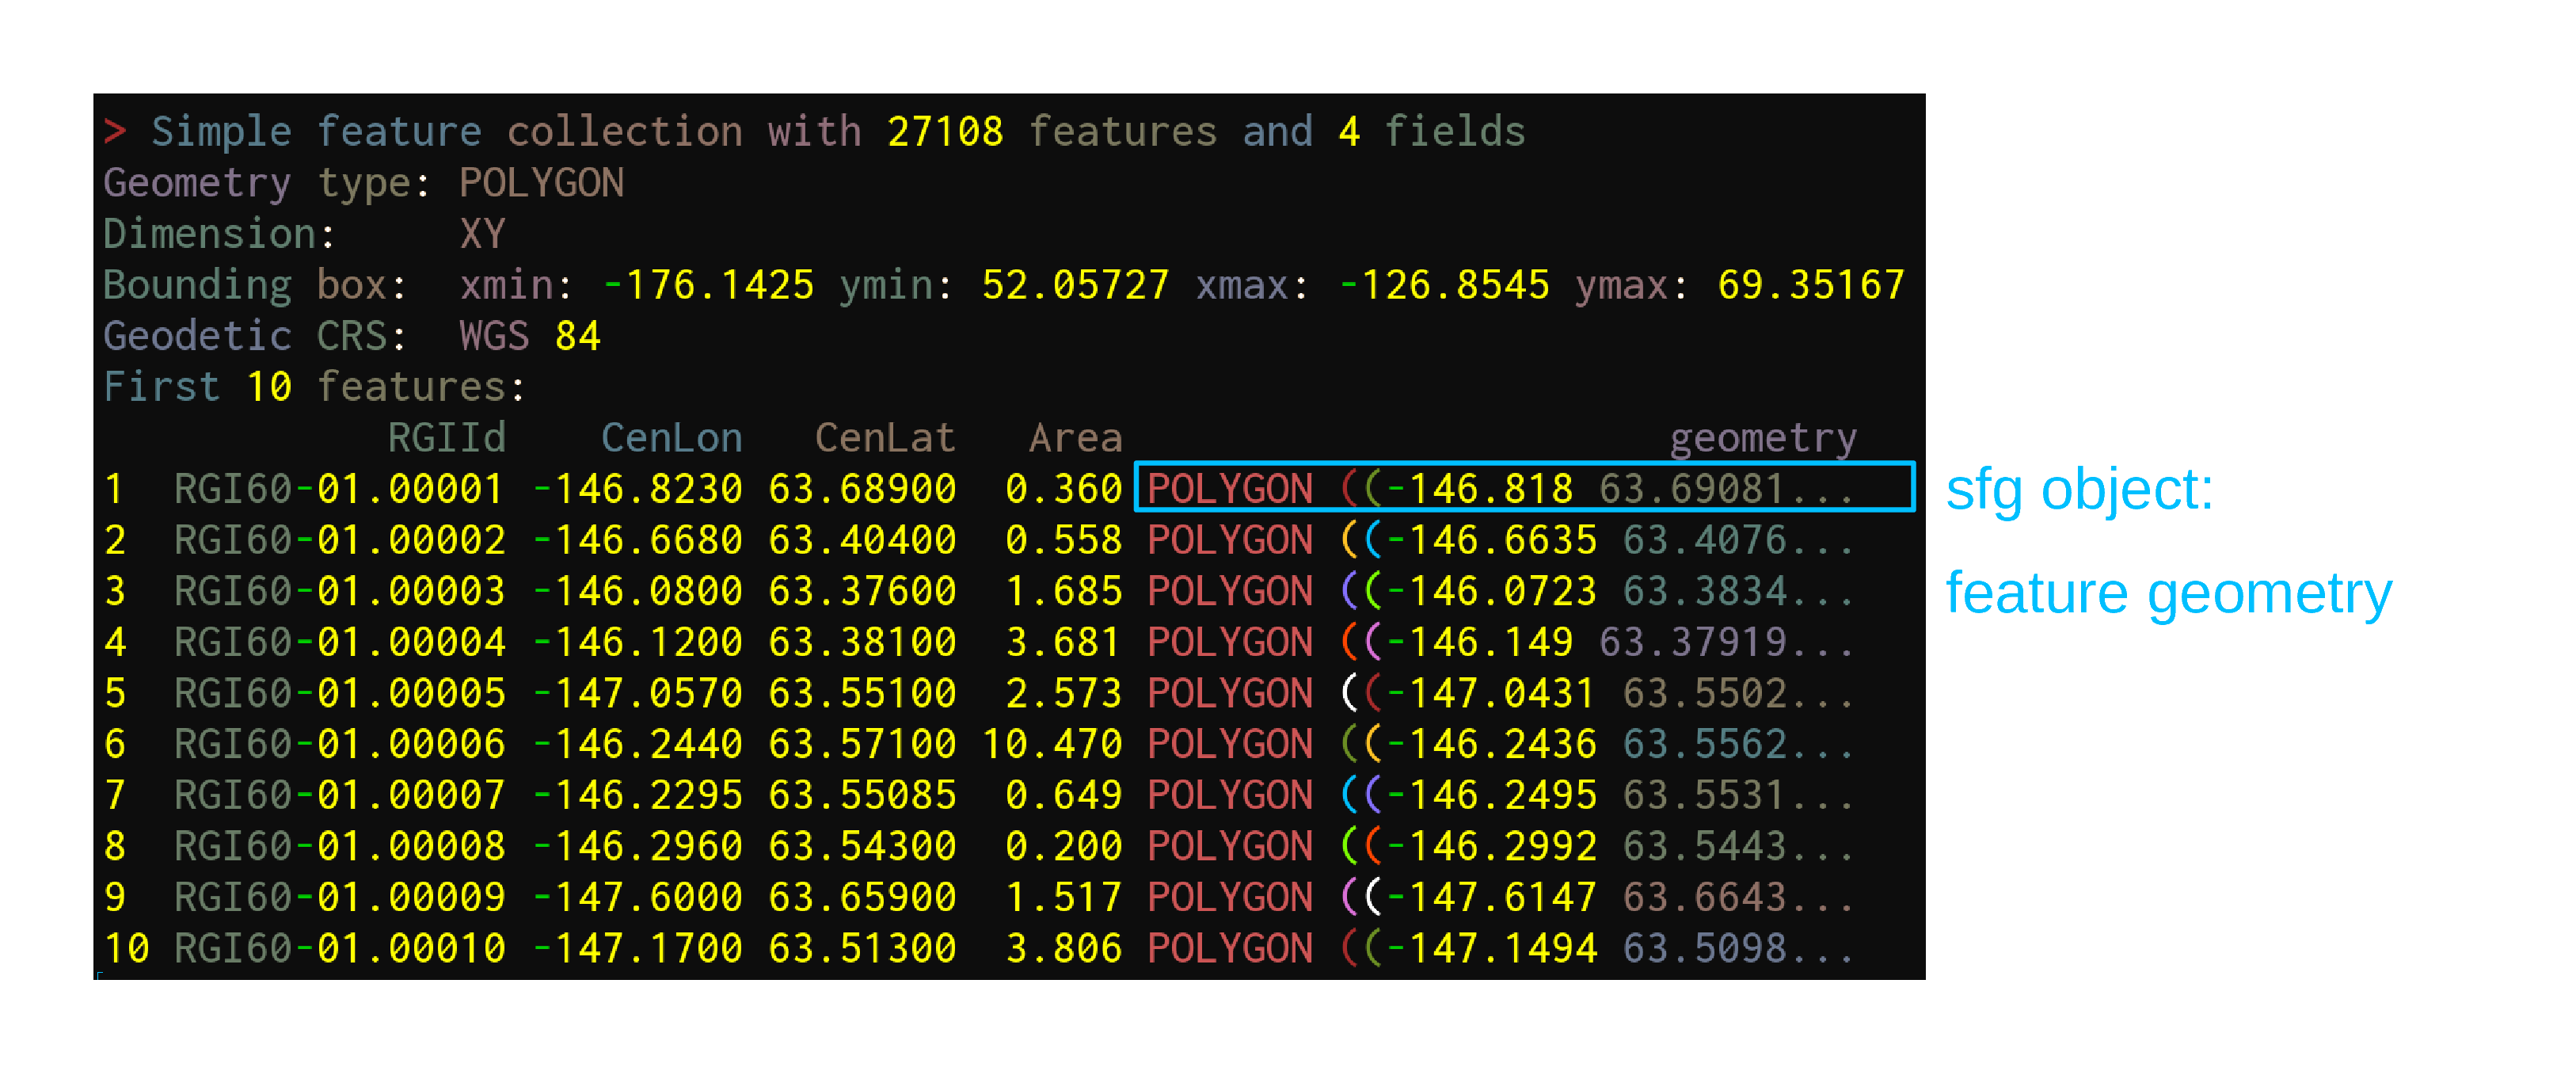 > Simple feature collection with 27108 features and 4 fields
Geometry type: POLYGON
Dimension:     XY
Bounding box:  xmin: -176.1425 ymin: 52.05727 xmax: -126.8545 ymax: 69.35167
Geodetic CRS:  WGS 84
First 10 features:
RGIId    CenLon   CenLat   Area   geometry
1  RGI60-01.00001 -146.8230 63.68900  0.360 POLYGON ((-146.818 63.69081...
2  RGI60-01.00002 -146.6680 63.40400  0.558 POLYGON ((-146.6635 63.4076...
3  RGI60-01.00003 -146.0800 63.37600  1.685 POLYGON ((-146.0723 63.3834...
4  RGI60-01.00004 -146.1200 63.38100  3.681 POLYGON ((-146.149 63.37919...
5  RGI60-01.00005 -147.0570 63.55100  2.573 POLYGON ((-147.0431 63.5502...
6  RGI60-01.00006 -146.2440 63.57100 10.470 POLYGON ((-146.2436 63.5562...
7  RGI60-01.00007 -146.2295 63.55085  0.649 POLYGON ((-146.2495 63.5531...
8  RGI60-01.00008 -146.2960 63.54300  0.200 POLYGON ((-146.2992 63.5443...
9  RGI60-01.00009 -147.6000 63.65900  1.517 POLYGON ((-147.6147 63.6643...
10 RGI60-01.00010 -147.1700 63.51300  3.806 POLYGON ((-147.1494 63.5098...
sfg object:
feature geometry